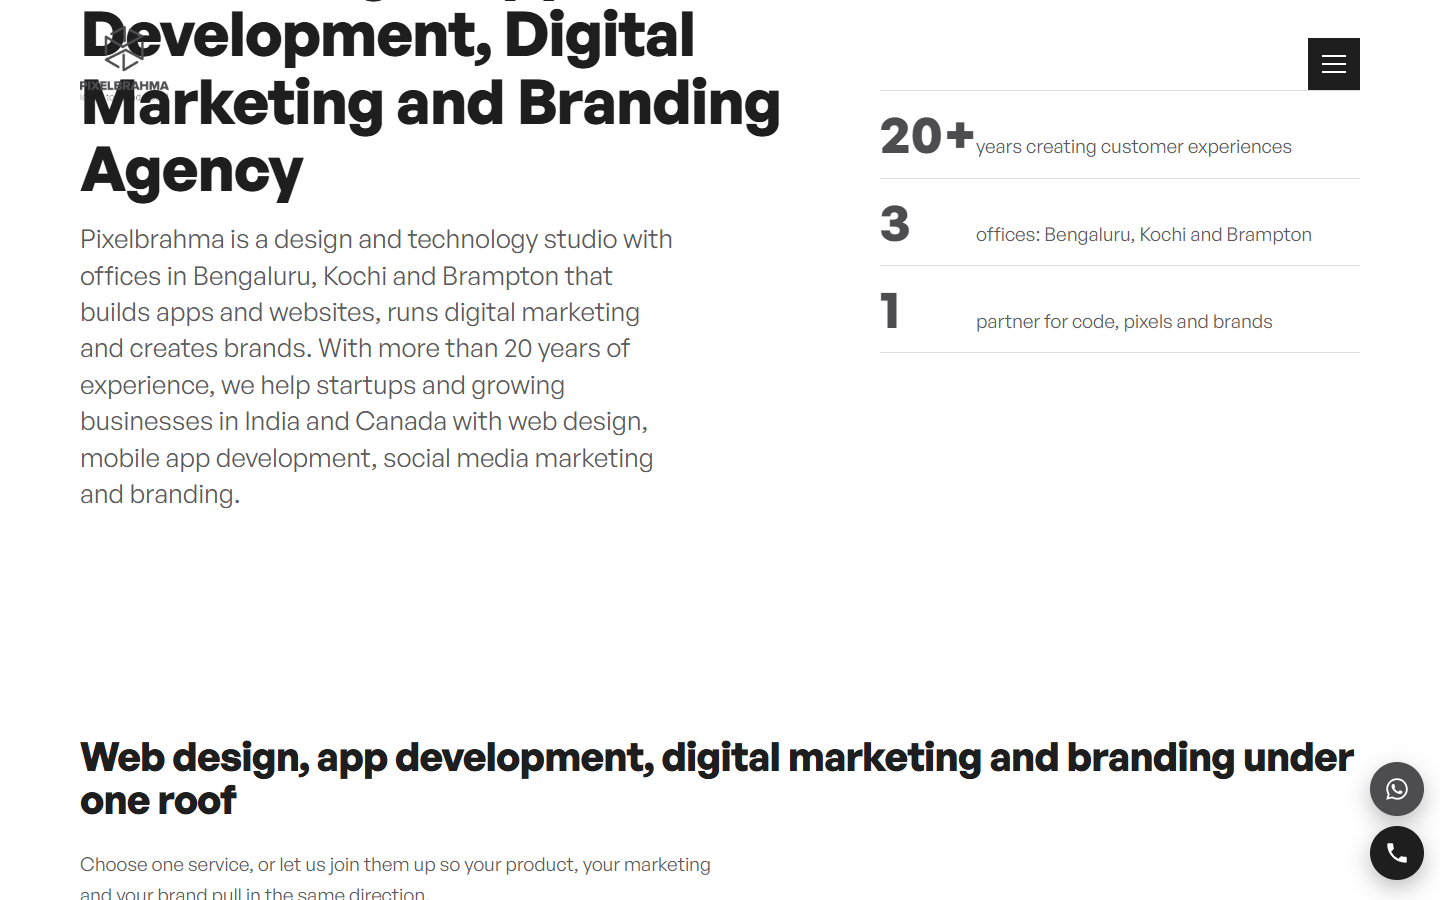 Development, Digital
Marketing and Branding
Agency
PIXELBRAHMA
Pixelbrahma is a design and technology studio with
offices in Bengaluru, Kochi and Brampton that
builds apps and websites, runs digital marketing
and creates brands. With more than 20 years of
experience, we help startups and growing
businesses in India and Canada with web design,
mobile app development, social media marketing
and branding.
20+ years creating customer experiences
3 offices: Bengaluru, Kochi and Brampton
1 partner for code, pixels and brands
Web design, app development, digital marketing and branding under
one roof
Choose one service, or let us join them up so your product, your marketing
and your brand pull in the same direction.